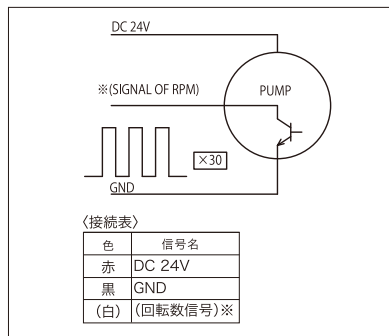 DC 24V
※(SIGNAL OF RPM)
PUMP
×30
GND
〈接続表〉
色 信号名
赤 DC 24V
黒 GND
(白) (回転数信号)※